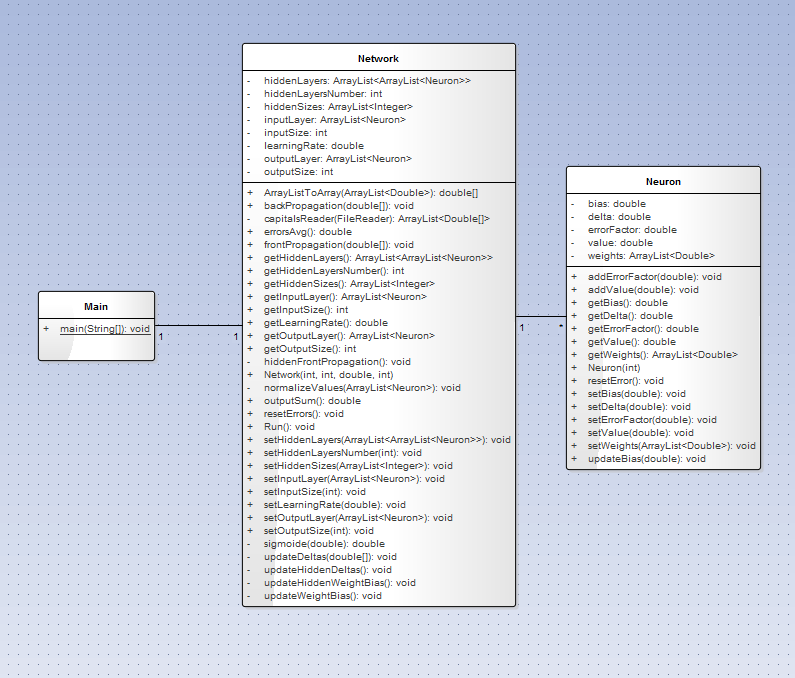 Network
- hiddenLayers: ArrayList<ArrayList<Neuron>>
- hiddenLayersNumber: int
- hiddenSizes: ArrayList<Integer>
- inputLayer: ArrayList<Neuron>
- inputSize: int
- learningRate: double
- outputLayer: ArrayList<Neuron>
- outputSize: int
+ ArrayListToArray(ArrayList<Double>): double[]
+ backPropagation(double[]): void
- capitalsReader(FileReader): ArrayList<Double[]>
+ errorsAvg(): double
+ frontPropagation(double[]): void
+ getHiddenLayers(): ArrayList<ArrayList<Neuron>>
+ getHiddenLayersNumber(): int
+ getHiddenSizes(): ArrayList<Integer>
+ getInputLayer(): ArrayList<Neuron>
+ getInputSize(): int
+ getLearningRate(): double
+ getOutputLayer(): ArrayList<Neuron>
+ getOutputSize(): int
- hiddenFrontPropagation(): void
+ Network(int, int, double, int)
- normalizeValues(ArrayList<Neuron>): void
+ outputSum(): double
+ resetErrors(): void
+ Run(): void
+ setHiddenLayers(ArrayList<ArrayList<Neuron>>): void
+ setHiddenLayersNumber(int): void
+ setHiddenSizes(ArrayList<Integer>): void
+ setInputLayer(ArrayList<Neuron>): void
+ setInputSize(int): void
+ setLearningRate(double): void
+ setOutputLayer(ArrayList<Neuron>): void
+ setOutputSize(int): void
- sigmoide(double): double
- updateDeltas(double[]): void
- updateHiddenDeltas(): void
- updateHiddenWeightBias(): void
- updateWeightBias(): void
Main
+ main(String[]): void
1
1
1
*
Neuron
- bias: double
- delta: double
- errorFactor: double
- value: double
- weights: ArrayList<Double>
+ addErrorFactor(double): void
+ addValue(double): void
+ getBias(): double
+ getDelta(): double
+ getErrorFactor(): double
+ getValue(): double
+ getWeights(): ArrayList<Double>
+ Neuron(int)
+ resetError(): void
+ setBias(double): void
+ setDelta(double): void
+ setErrorFactor(double): void
+ setValue(double): void
+ setWeights(ArrayList<Double>): void
+ updateBias(double): void